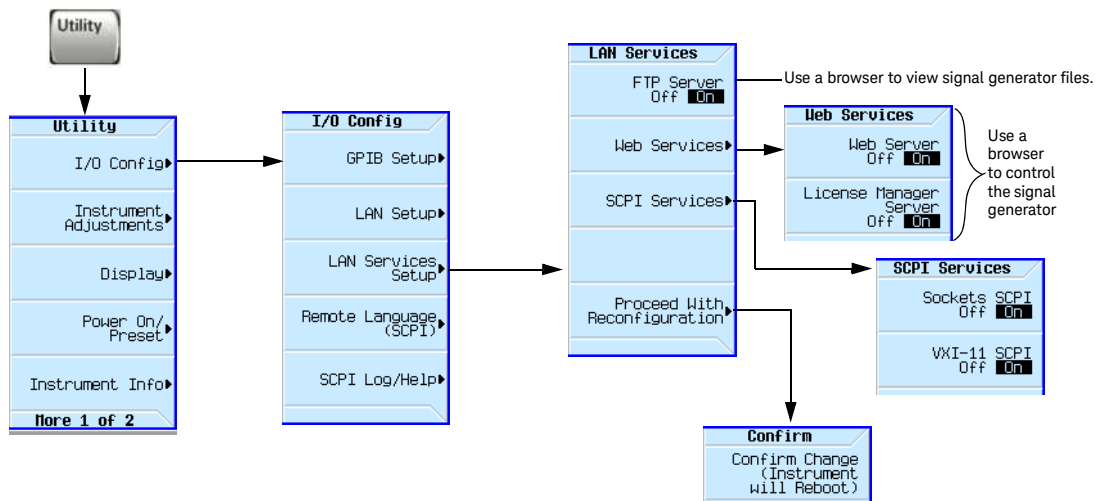 Utility
Utility
I/O Config
Instrument
Adjustments
Display
Power On/
Preset
Instrument Info
More 1 of 2
I/O Config
GPIB Setup
LAN Setup
LAN Services
Setup
Remote Language
(SCPI)
SCPI Log/Help
LAN Services
FTP Server
Off On
Web Services
SCPI Services
Proceed With
Reconfiguration
Use a browser to view signal generator files.
Web Services
Web Server
Off On
License Manager
Server
Off On
Use a
browser
to control
the signal
generator
SCPI Services
Sockets SCPI
Off On
VXI-11 SCPI
Off On
Confirm
Confirm Change
(Instrument
will Reboot)